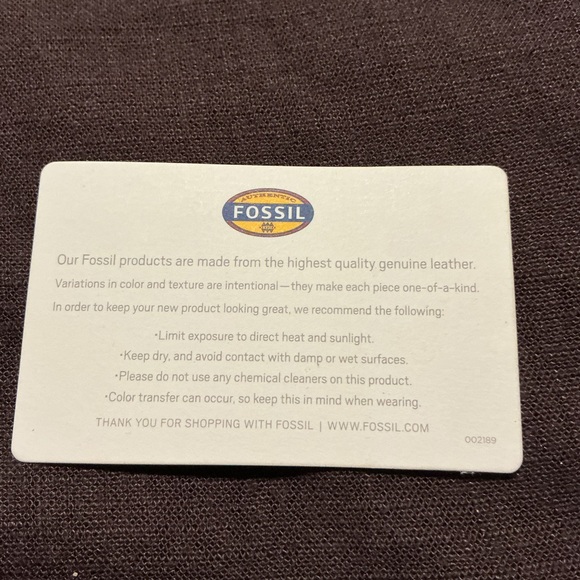 AUTHENTIC
FOSSIL
Our Fossil products are made from the highest quality genuine leather.
Variations in color and texture are intentional—they make each piece one-of-a-kind.
In order to keep your new product looking great, we recommend the following:
•Limit exposure to direct heat and sunlight.
•Keep dry, and avoid contact with damp or wet surfaces.
•Please do not use any chemical cleaners on this product.
•Color transfer can occur, so keep this in mind when wearing.
THANK YOU FOR SHOPPING WITH FOSSIL | WWW.FOSSIL.COM
002189